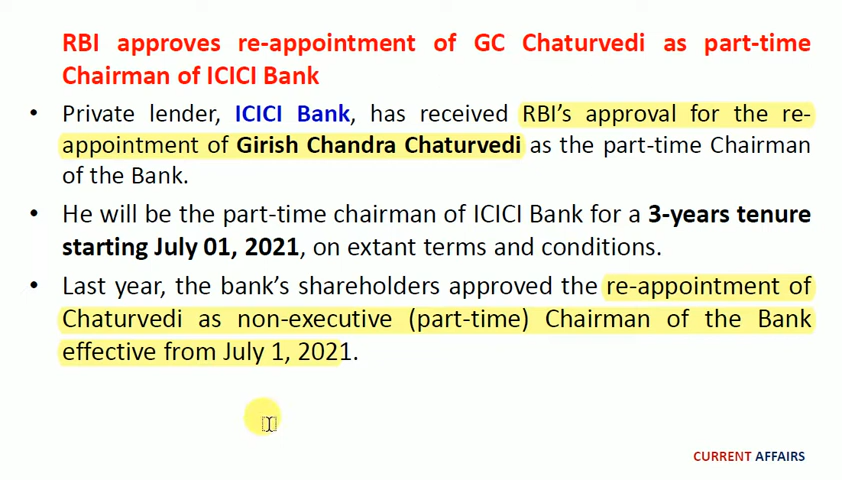 RBI approves re-appointment of GC Chaturvedi as part-time
Chairman of ICICI Bank
• Private lender, ICICI Bank, has received RBI's approval for the re-
appointment of Girish Chandra Chaturvedi as the part-time Chairman
of the Bank.
• He will be the part-time chairman of ICICI Bank for a 3-years tenure
starting July 01, 2021, on extant terms and conditions.
• Last year, the bank's shareholders approved the re-appointment of
Chaturvedi as non-executive (part-time) Chairman of the Bank
effective from July 1, 2021.
CURRENT AFFAIRS